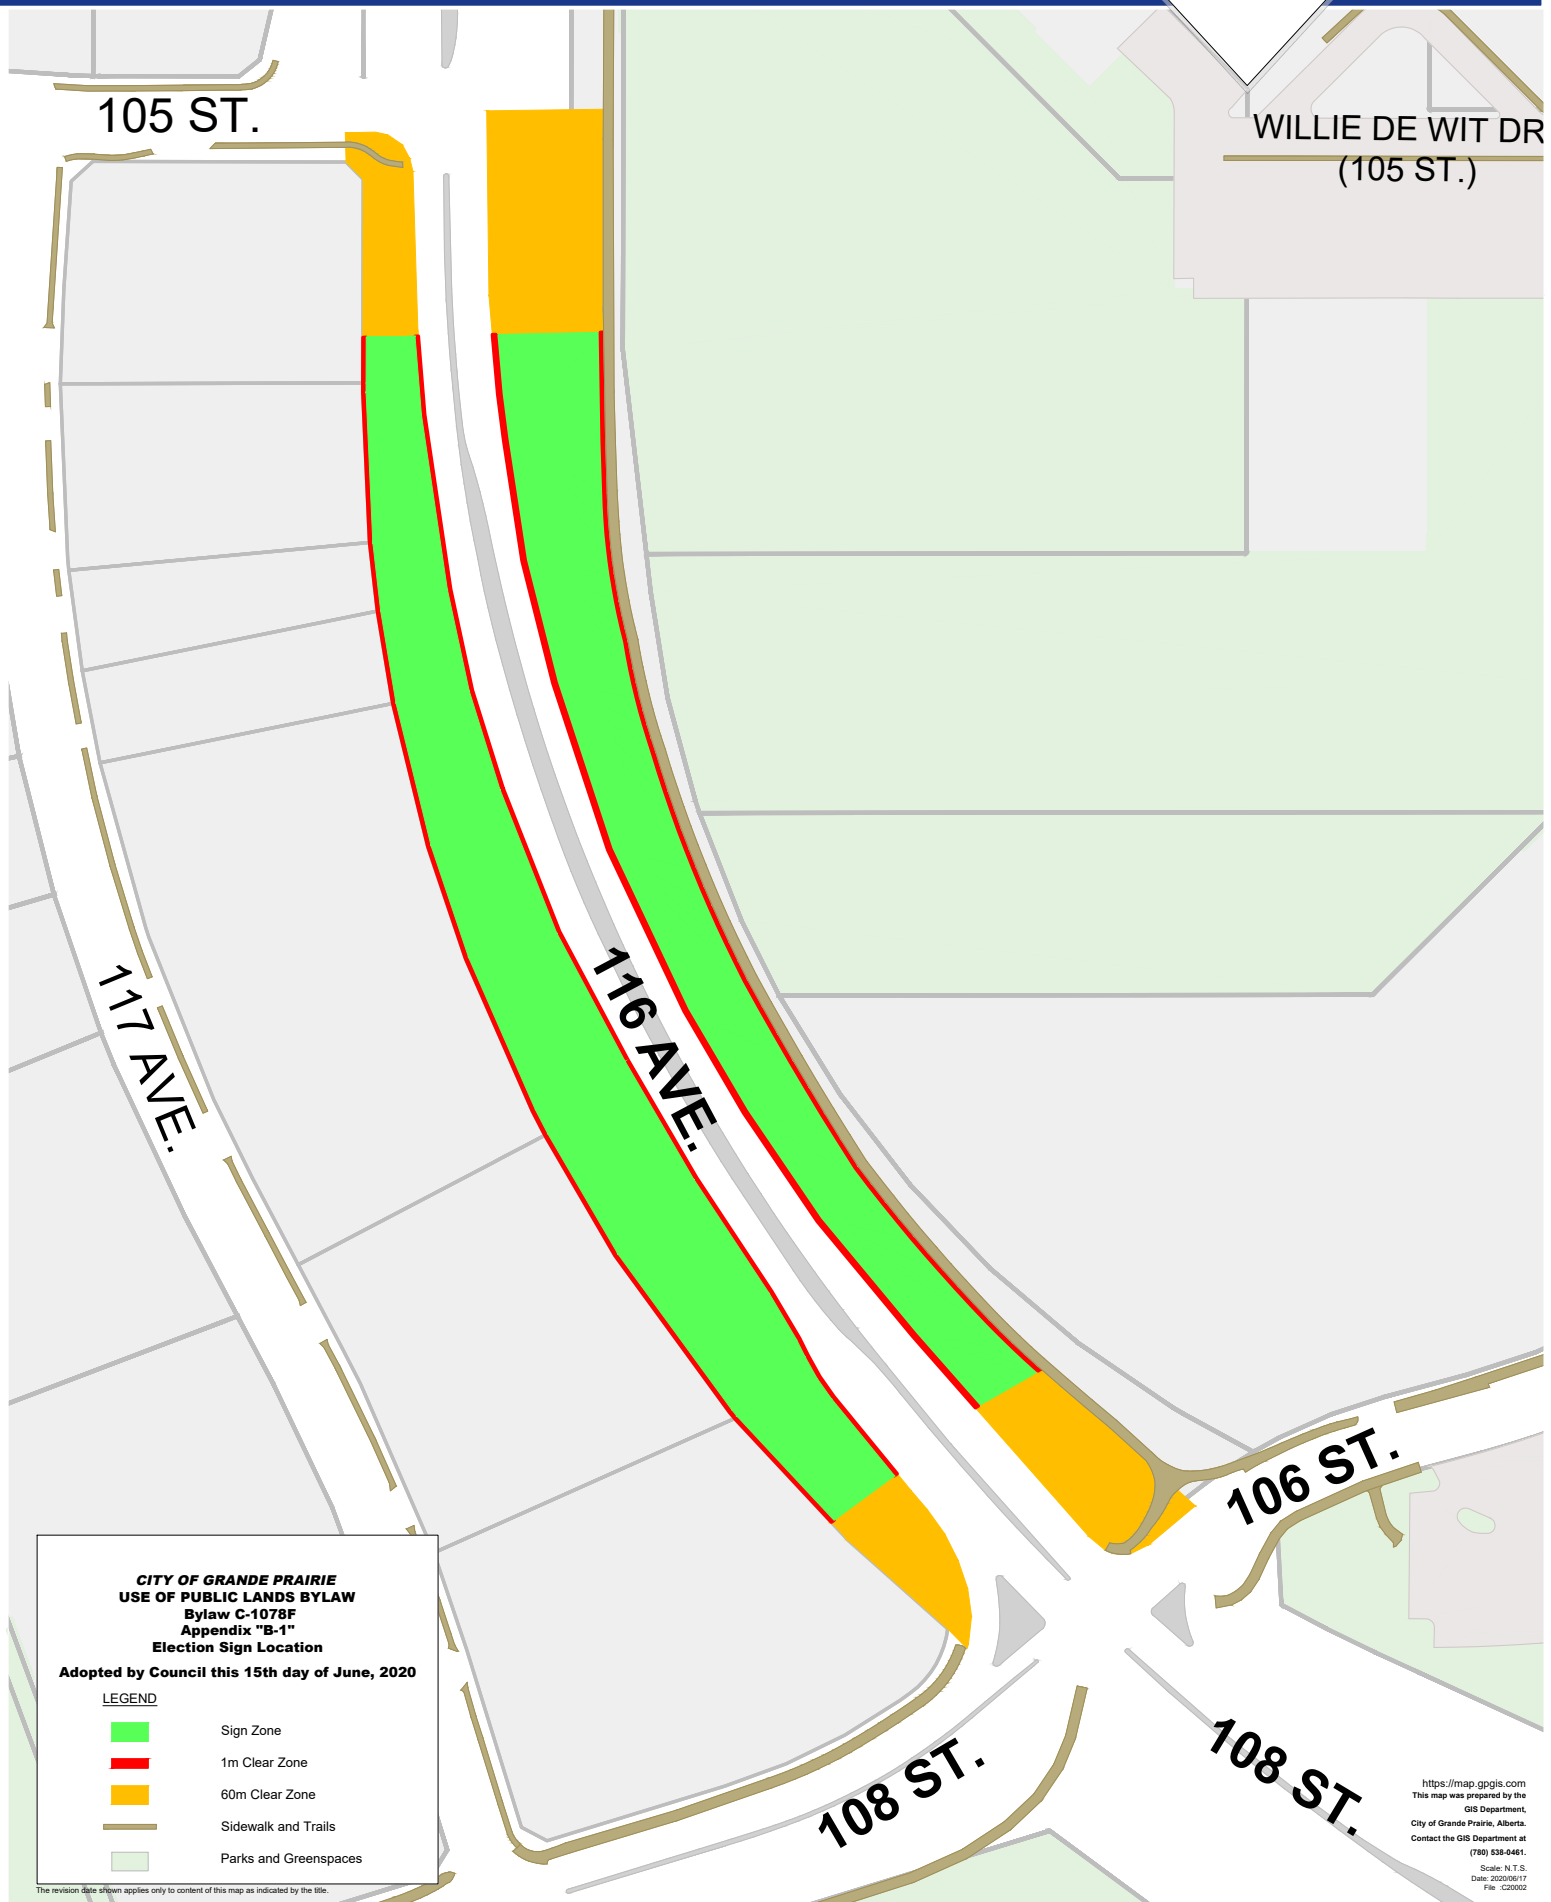 105 ST.
WILLIE DE WIT DR
(105 ST.)
116 AVE.
117 AVE.
106 ST.
108 ST.
108 ST.
CITY OF GRANDE PRAIRIE
USE OF PUBLIC LANDS BYLAW
Bylaw C-1078F
Appendix "B-1"
Election Sign Location
Adopted by Council this 15th day of June, 2020
LEGEND
Sign Zone
1m Clear Zone
60m Clear Zone
Sidewalk and Trails
Parks and Greenspaces
The revision date shown applies only to content of this map as indicated by the title.
https://map.gpgis.com
This map was prepared by the
GIS Department,
City of Grande Prairie, Alberta.
Contact the GIS Department at
(780) 538-0461.
Scale: N.T.S.
Date: 2020/06/17
File :C20002